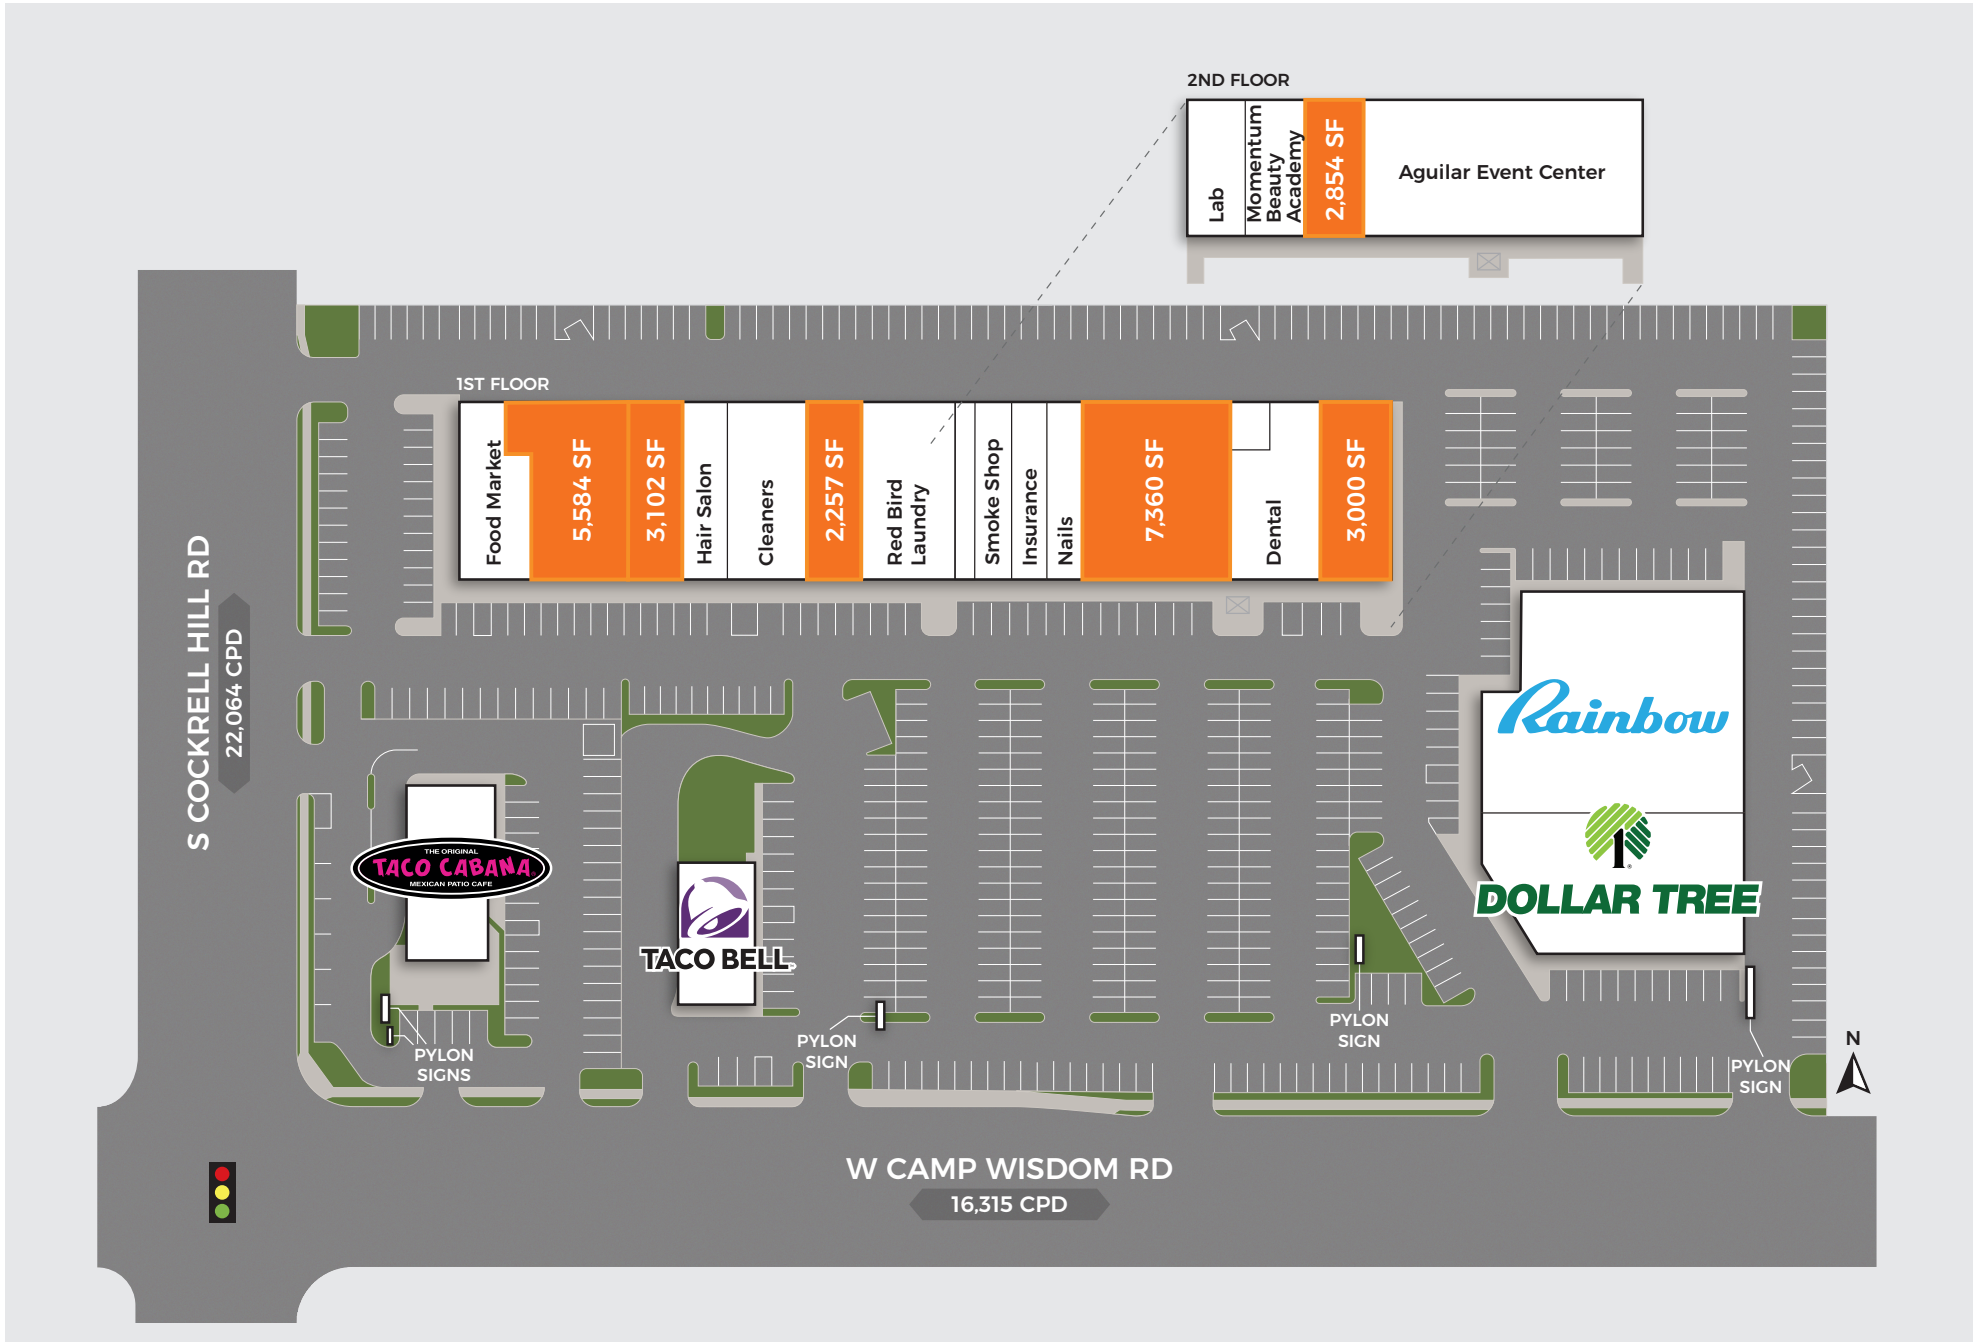 2ND FLOOR
Lab
Momentum
Beauty
Academy
2,854 SF
Aguilar Event Center
1ST FLOOR
Food Market
5,584 SF
3,102 SF
Hair Salon
Cleaners
2,257 SF
Red Bird
Laundry
Smoke Shop
Insurance
Nails
7,360 SF
Dental
3,000 SF
S COCKRELL HILL RD
22,064 CPD
Rainbow
1
DOLLAR TREE
THE ORIGINAL
TACO CABANA
MEXICAN PATIO CAFE
TACO BELL
PYLON
SIGNS
PYLON
SIGN
PYLON
SIGN
PYLON
SIGN
N
W CAMP WISDOM RD
16,315 CPD